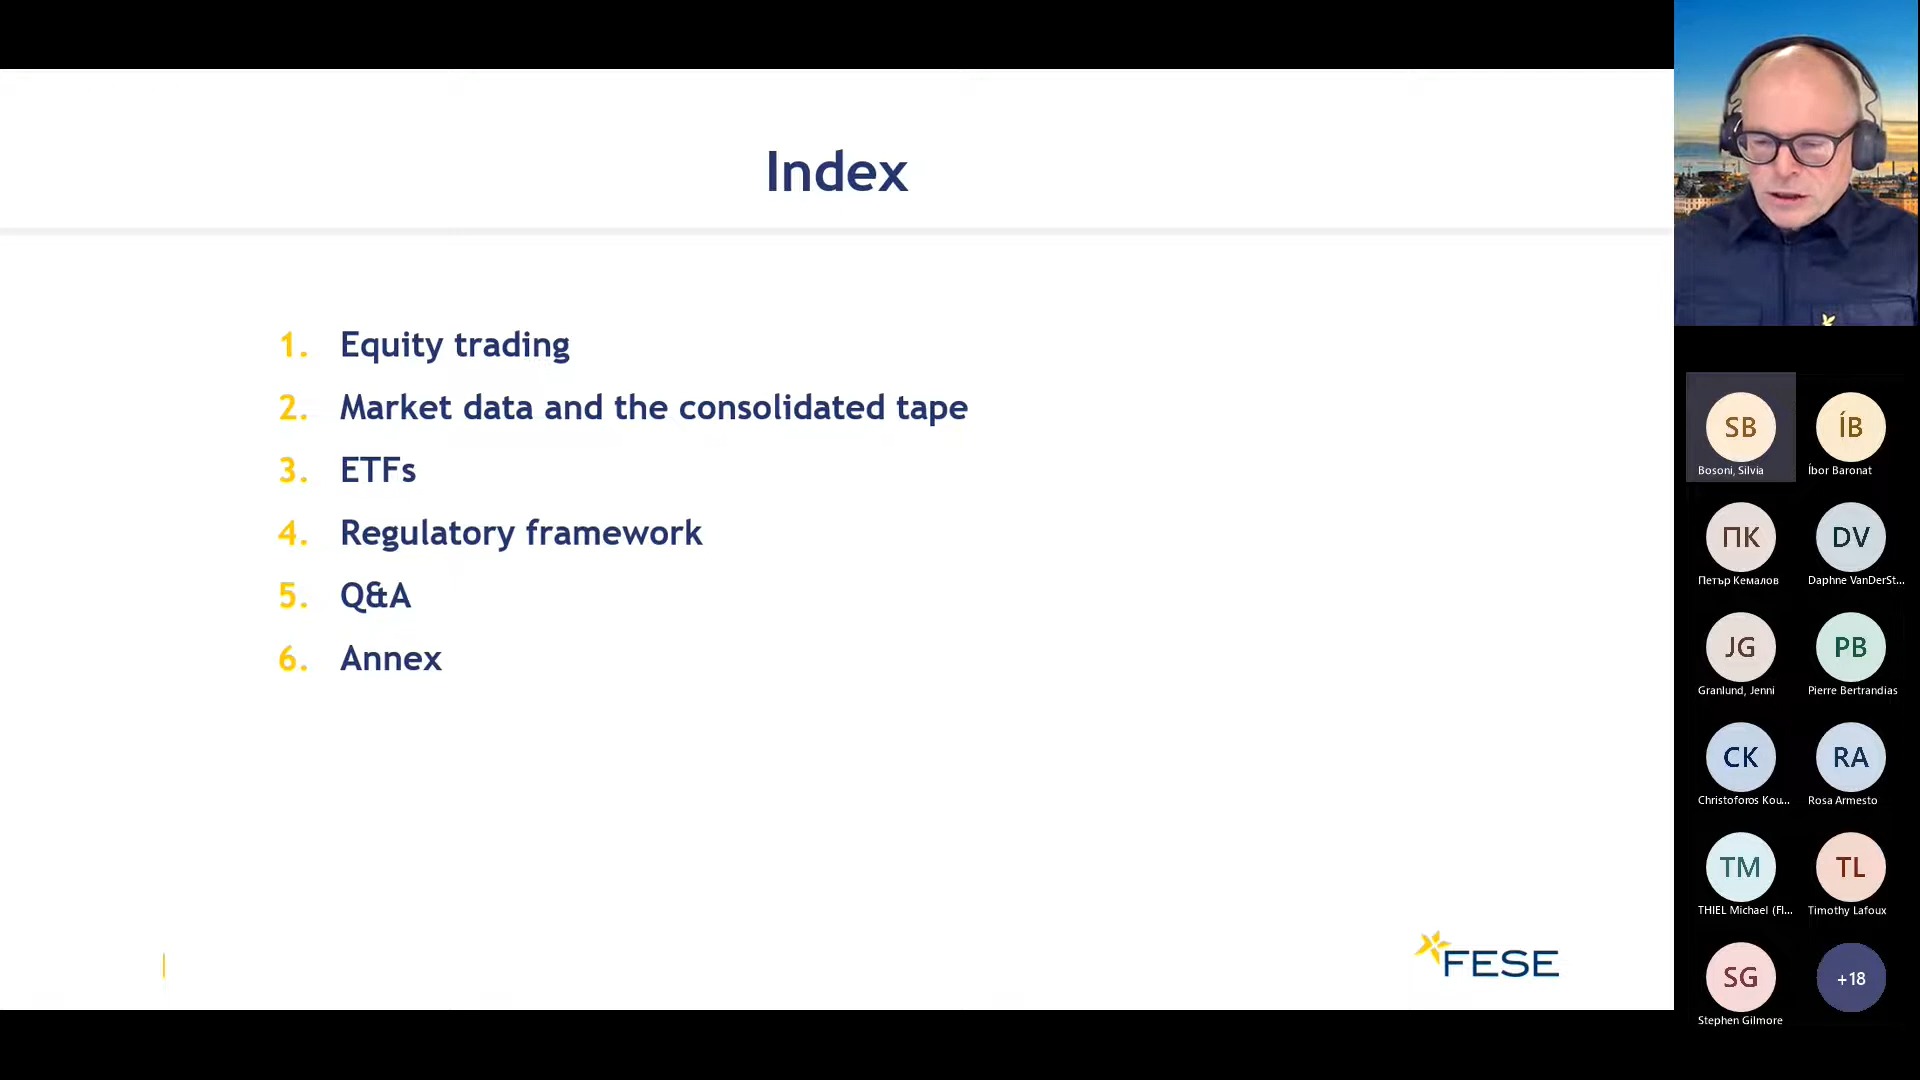 Index
1. Equity trading
2. Market data and the consolidated tape
3. ETFs
4. Regulatory framework
5. Q&A
6. Annex
FESE
SB
Bosoni, Silvia
ÍB
Íbor Baronat
ПК
Петър Кемалов
DV
Daphne VanDerSt...
JG
Granlund, Jenni
PB
Pierre Bertrandias
CK
Christoforos Kou...
RA
Rosa Armesto
TM
THIEL Michael (FI...
TL
Timothy Lafoux
SG
Stephen Gilmore
+18